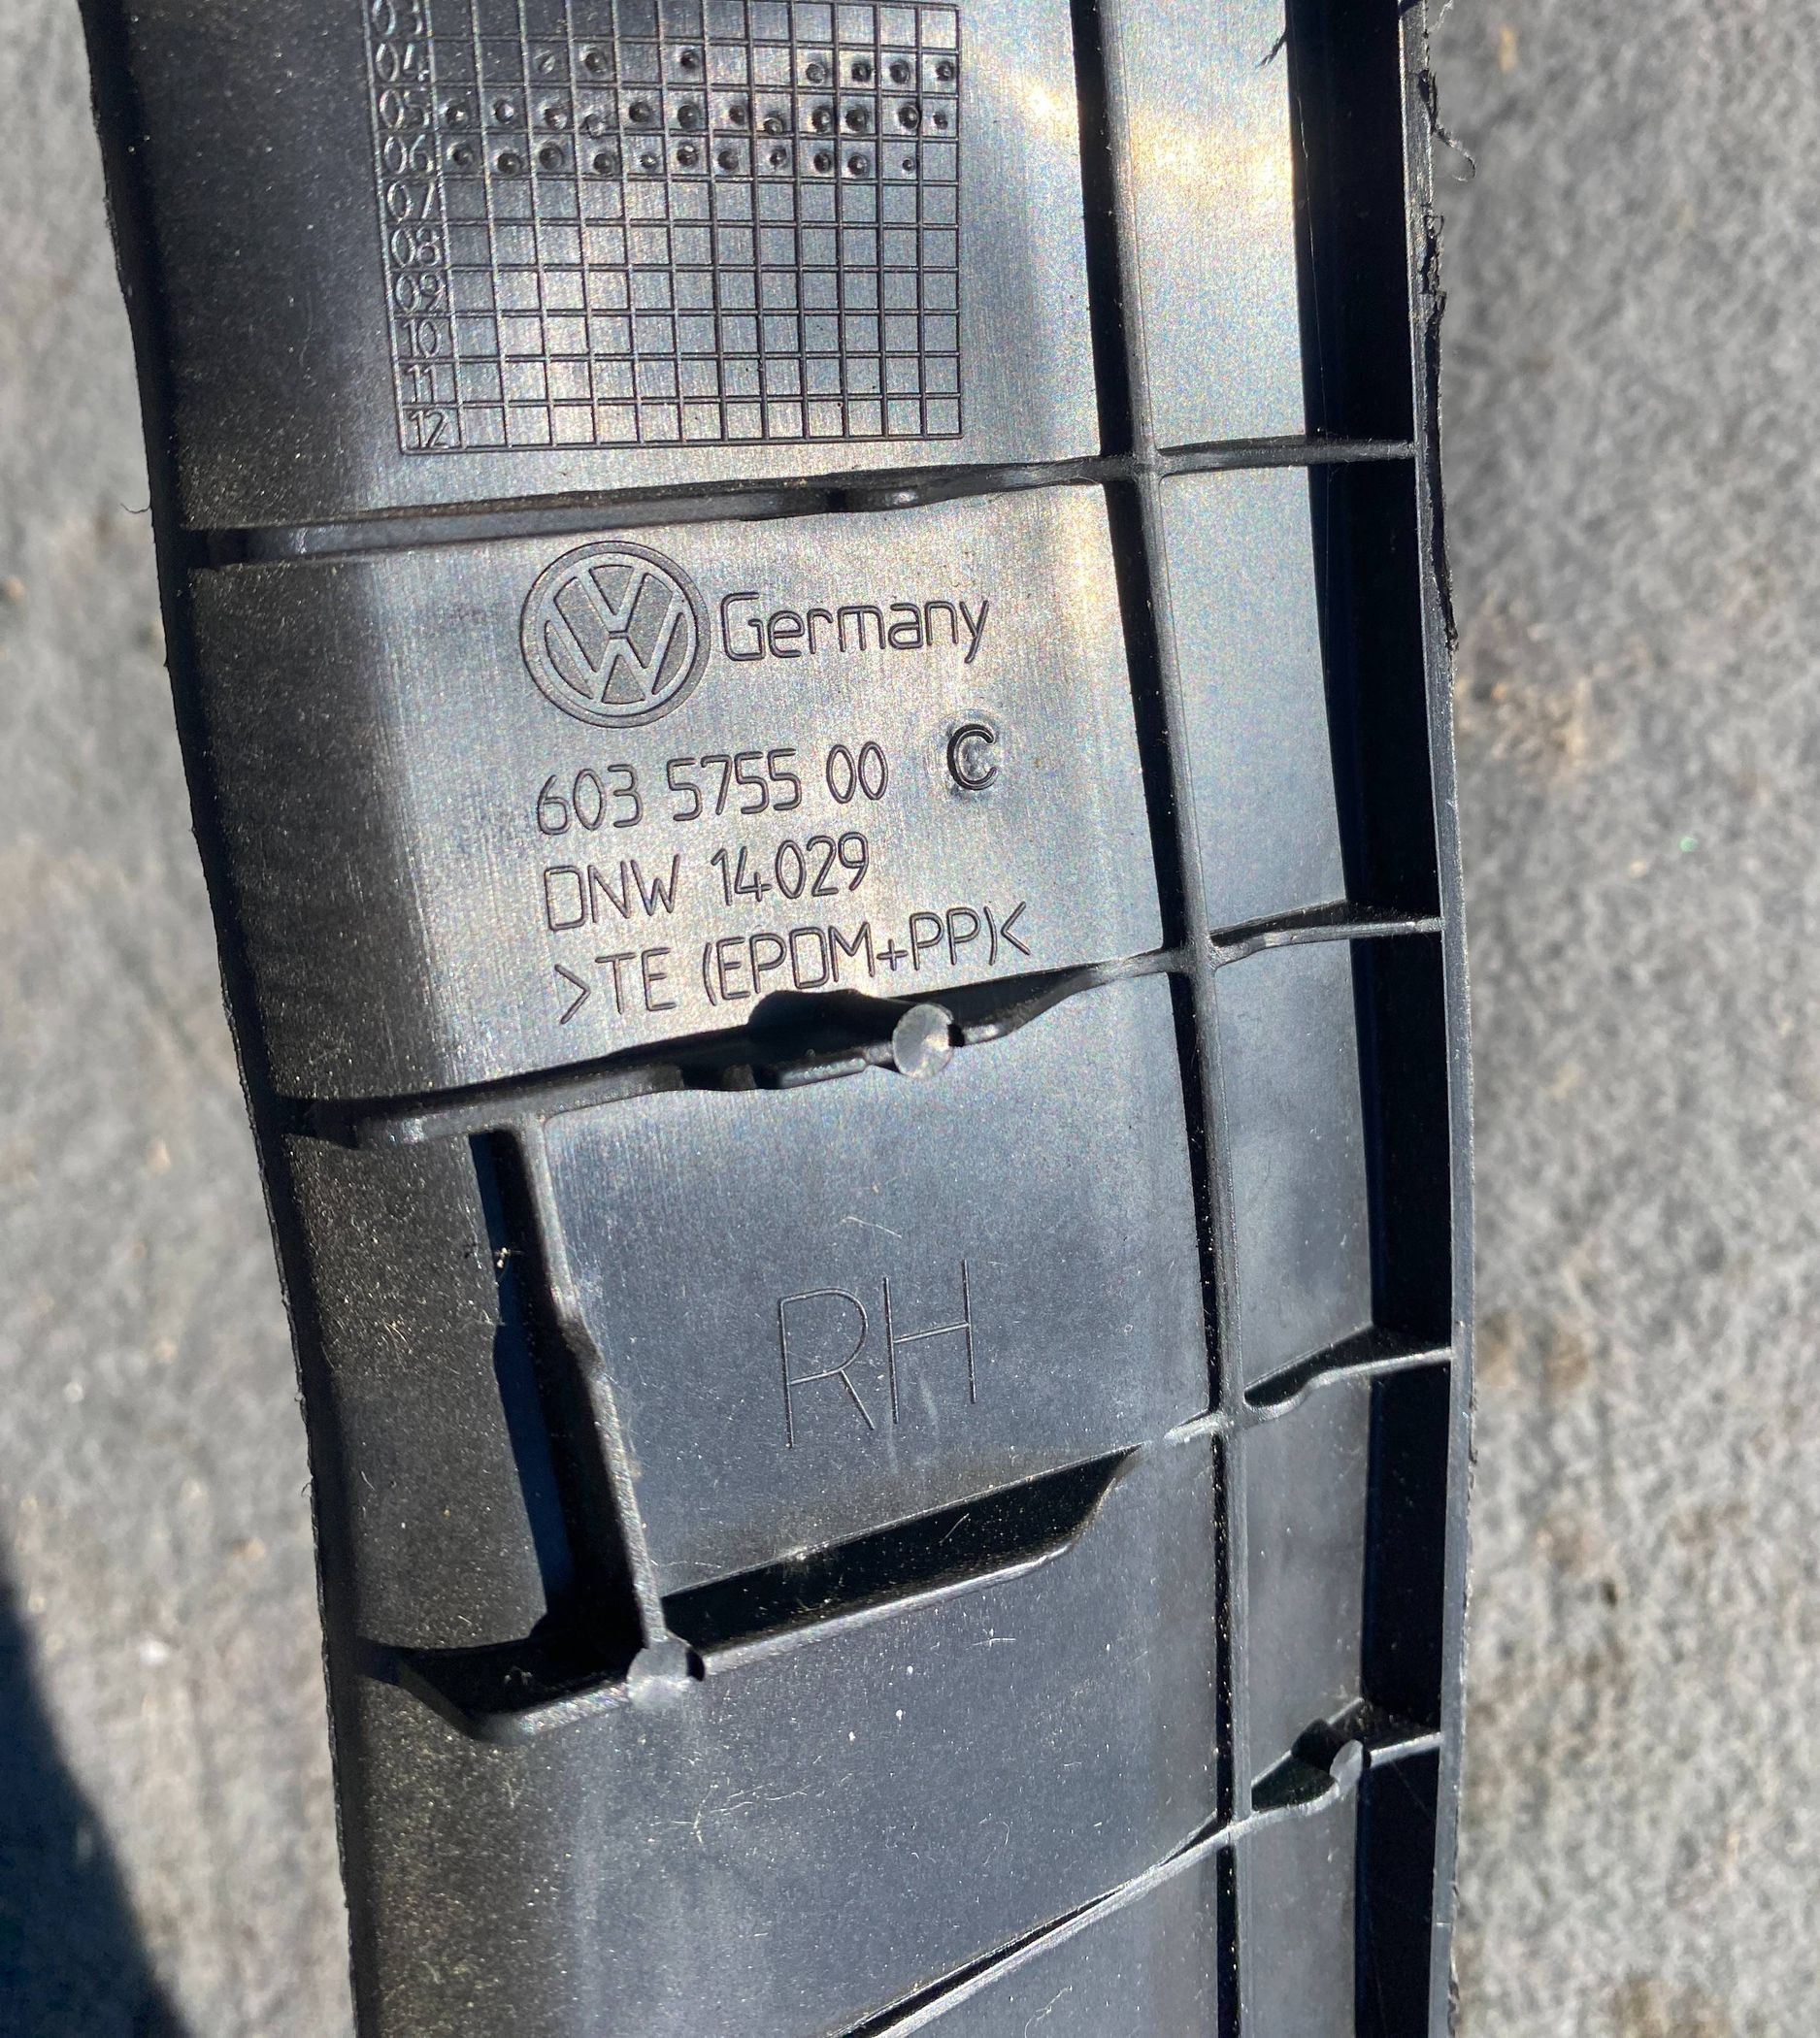 03
04
05
06
07
08
09
10
11
12
Germany
603 5755 00 C
DNW 14029
>TE (EPDM+PP)<
RH